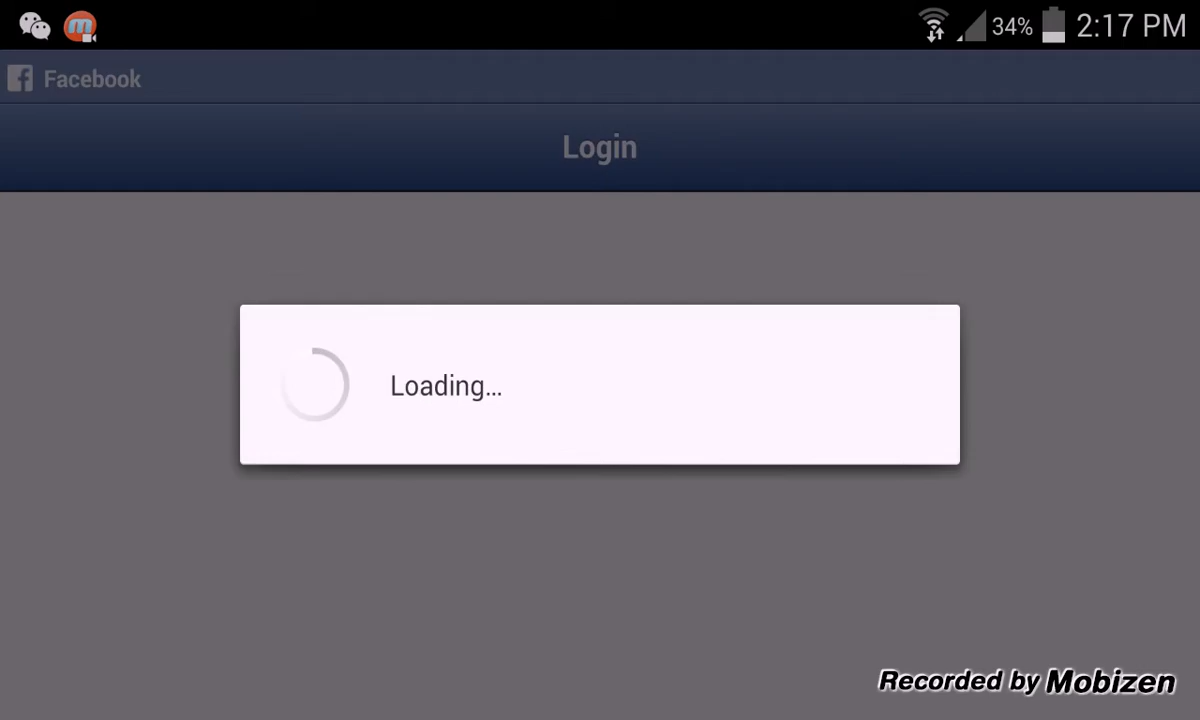 34% 2:17 PM
Facebook
Login
Loading...
Recorded by Mobizen